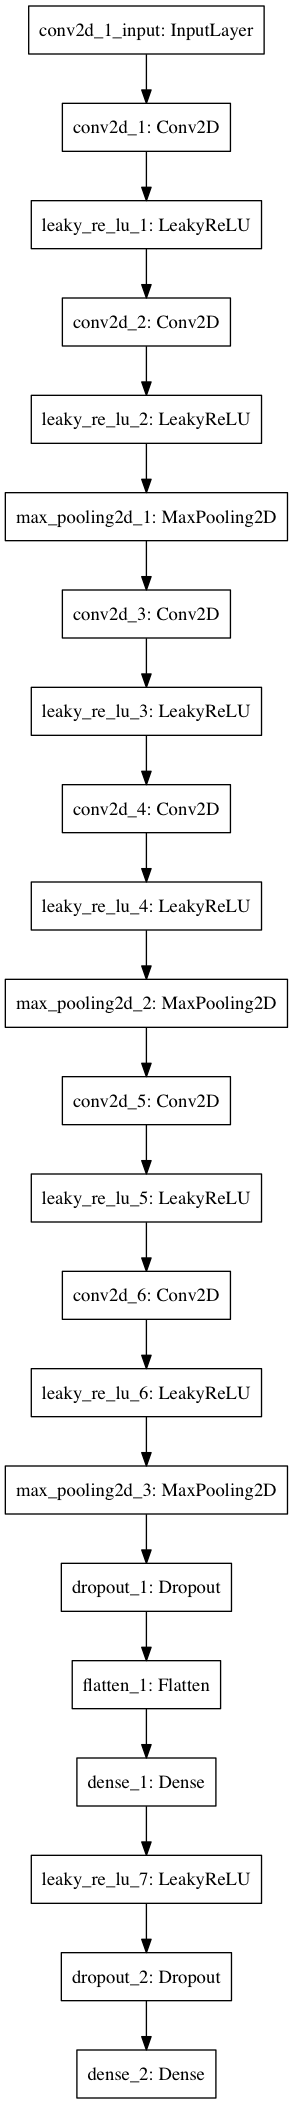 conv2d_1_input: InputLayer
conv2d_1: Conv2D
leaky_re_lu_1: LeakyReLU
conv2d_2: Conv2D
leaky_re_lu_2: LeakyReLU
max_pooling2d_1: MaxPooling2D
conv2d_3: Conv2D
leaky_re_lu_3: LeakyReLU
conv2d_4: Conv2D
leaky_re_lu_4: LeakyReLU
max_pooling2d_2: MaxPooling2D
conv2d_5: Conv2D
leaky_re_lu_5: LeakyReLU
conv2d_6: Conv2D
leaky_re_lu_6: LeakyReLU
max_pooling2d_3: MaxPooling2D
dropout_1: Dropout
flatten_1: Flatten
dense_1: Dense
leaky_re_lu_7: LeakyReLU
dropout_2: Dropout
dense_2: Dense